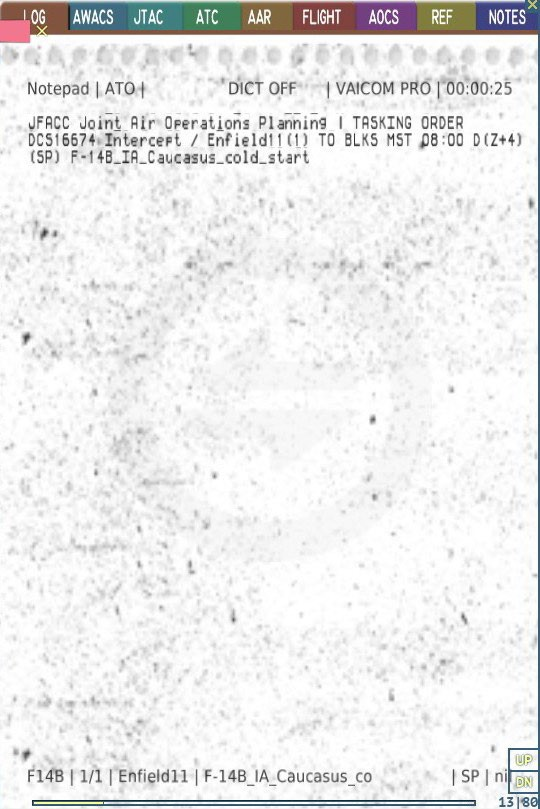 LOG AWACS JTAC ATC AAR FLIGHT AOCS REF NOTES
Notepad | ATO | DICT OFF | VAICOM PRO | 00:00:25
JFACC Joint Air Operations Planning | TASKING ORDER
DCS16674 Intercept / Enfield11(1) TO BLKS MST 08:00 D(Z+4)
(SP) F-14B_IA_Caucasus_cold_start
UP
F14B | 1/1 | Enfield11 | F-14B_IA_Caucasus_co | SP |
DN
13|80